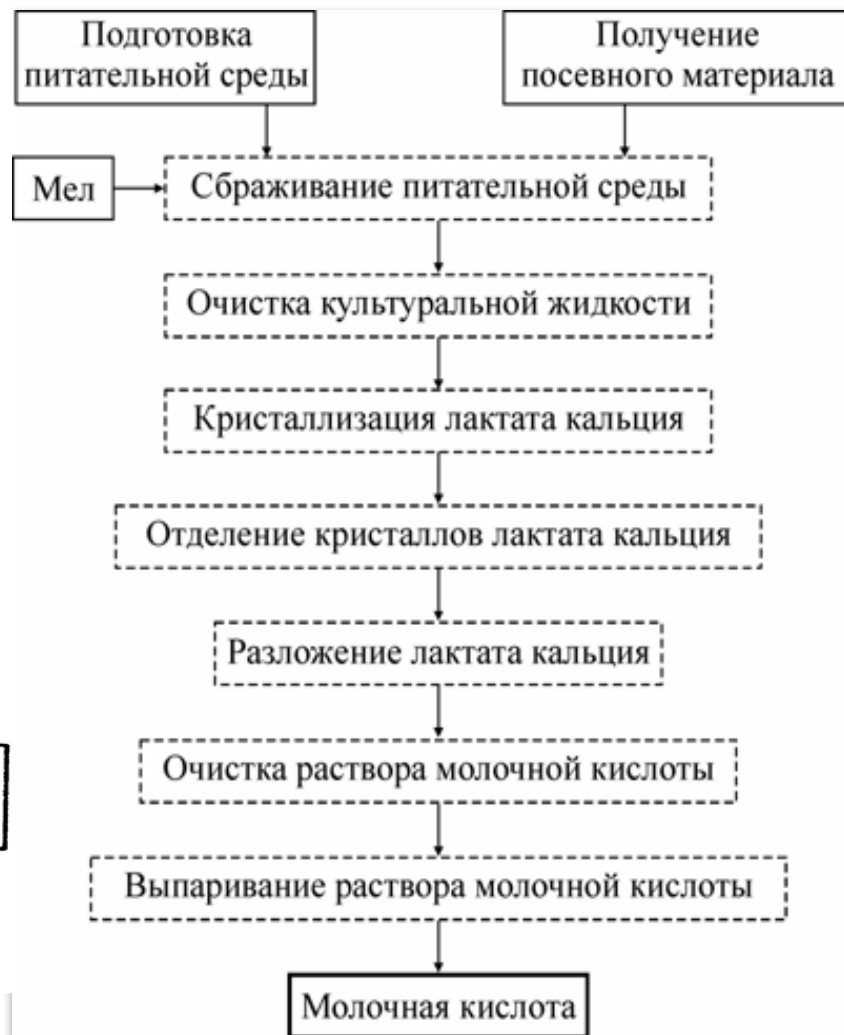 Подготовка
питательной среды
Получение
посевного материала
Мел
Сбраживание питательной среды
Очистка культуральной жидкости
Кристаллизация лактата кальция
Отделение кристаллов лактата кальция
Разложение лактата кальция
Очистка раствора молочной кислоты
Выпаривание раствора молочной кислоты
Молочная кислота